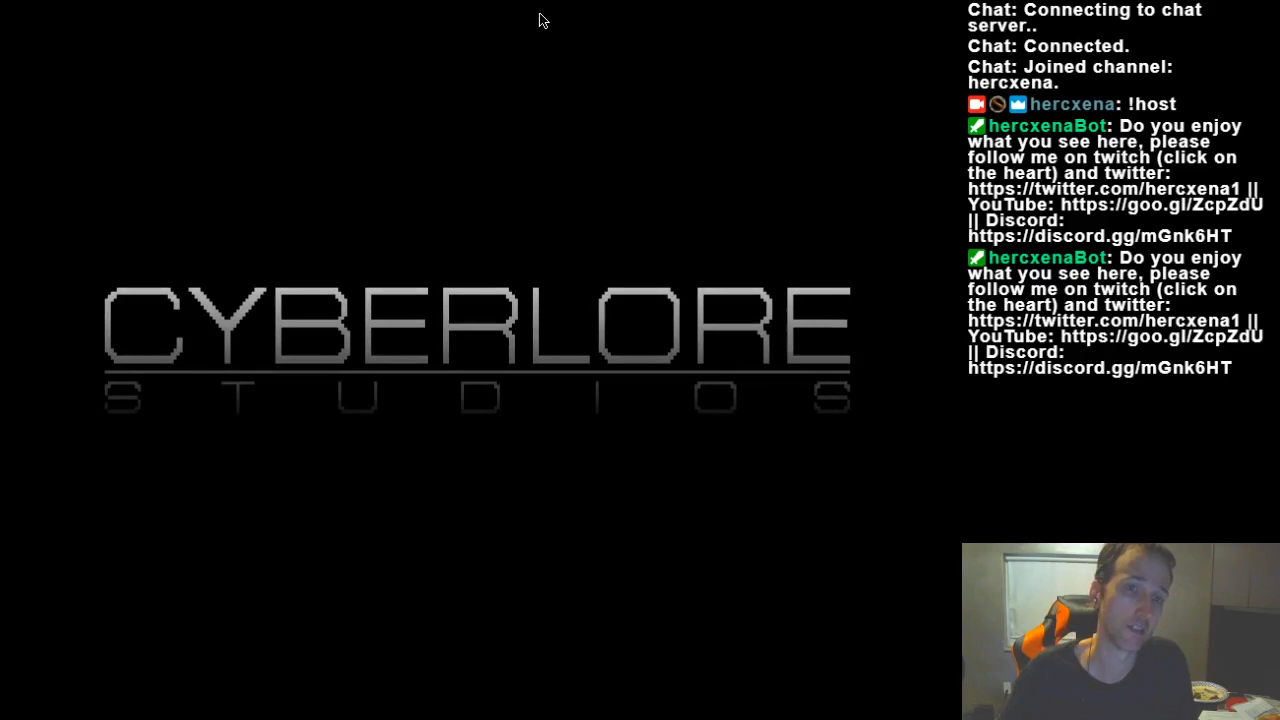 CYBERLORE
STUDIOS
Chat: Connecting to chat
server..
Chat: Connected.
Chat: Joined channel:
hercxena.
hercxena: !host
hercxenaBot: Do you enjoy
what you see here, please
follow me on twitch (click on
the heart) and twitter:
https://twitter.com/hercxena1 ||
YouTube: https://goo.gl/ZcpZdU
|| Discord:
https://discord.gg/mGnk6HT
hercxenaBot: Do you enjoy
what you see here, please
follow me on twitch (click on
the heart) and twitter:
https://twitter.com/hercxena1 ||
YouTube: https://goo.gl/ZcpZdU
|| Discord:
https://discord.gg/mGnk6HT